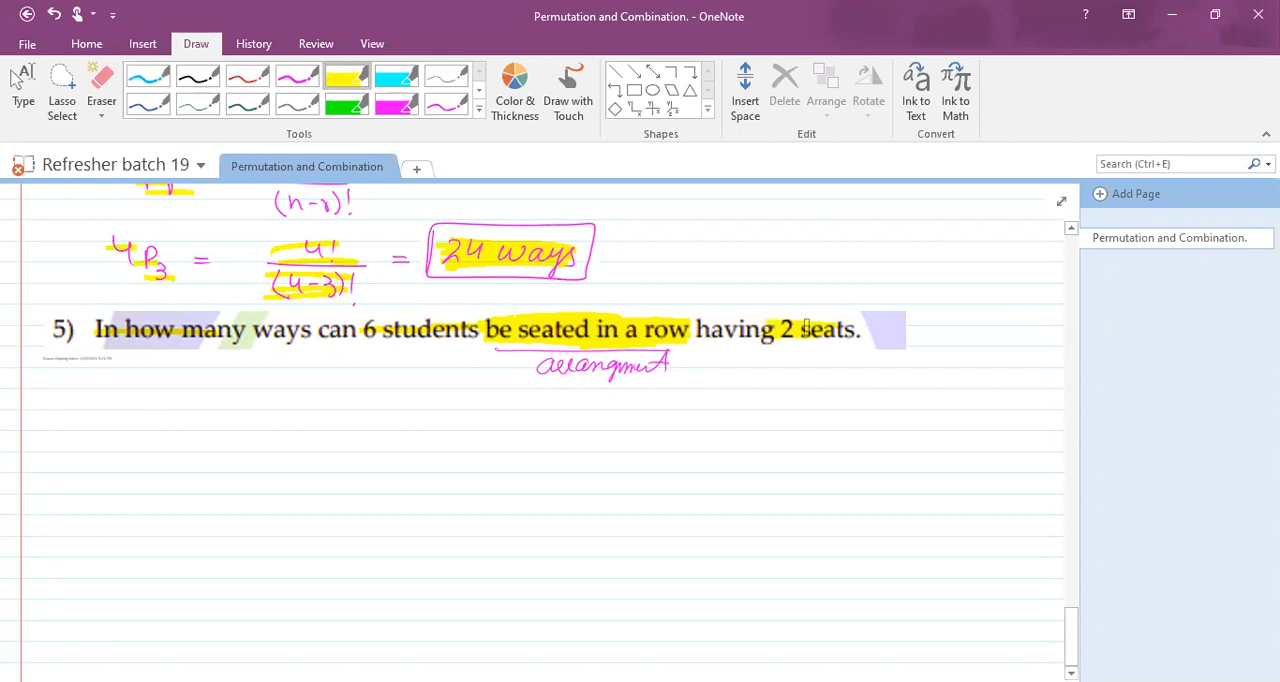 Permutation and Combination. - OneNote
?
File Home Insert Draw History Review View
Type Lasso Select Eraser Color & Thickness Draw with Touch Insert Space Delete Arrange Rotate Ink to Text Ink to Math
Tools Shapes Edit Convert
Refresher batch 19 Permutation and Combination + Search (Ctrl+E)
Add Page
Permutation and Combination.
(n-r)!
4P3 = 4! / (4-3)! = 24 ways
5) In how many ways can 6 students be seated in a row having 2 seats.
arrangment